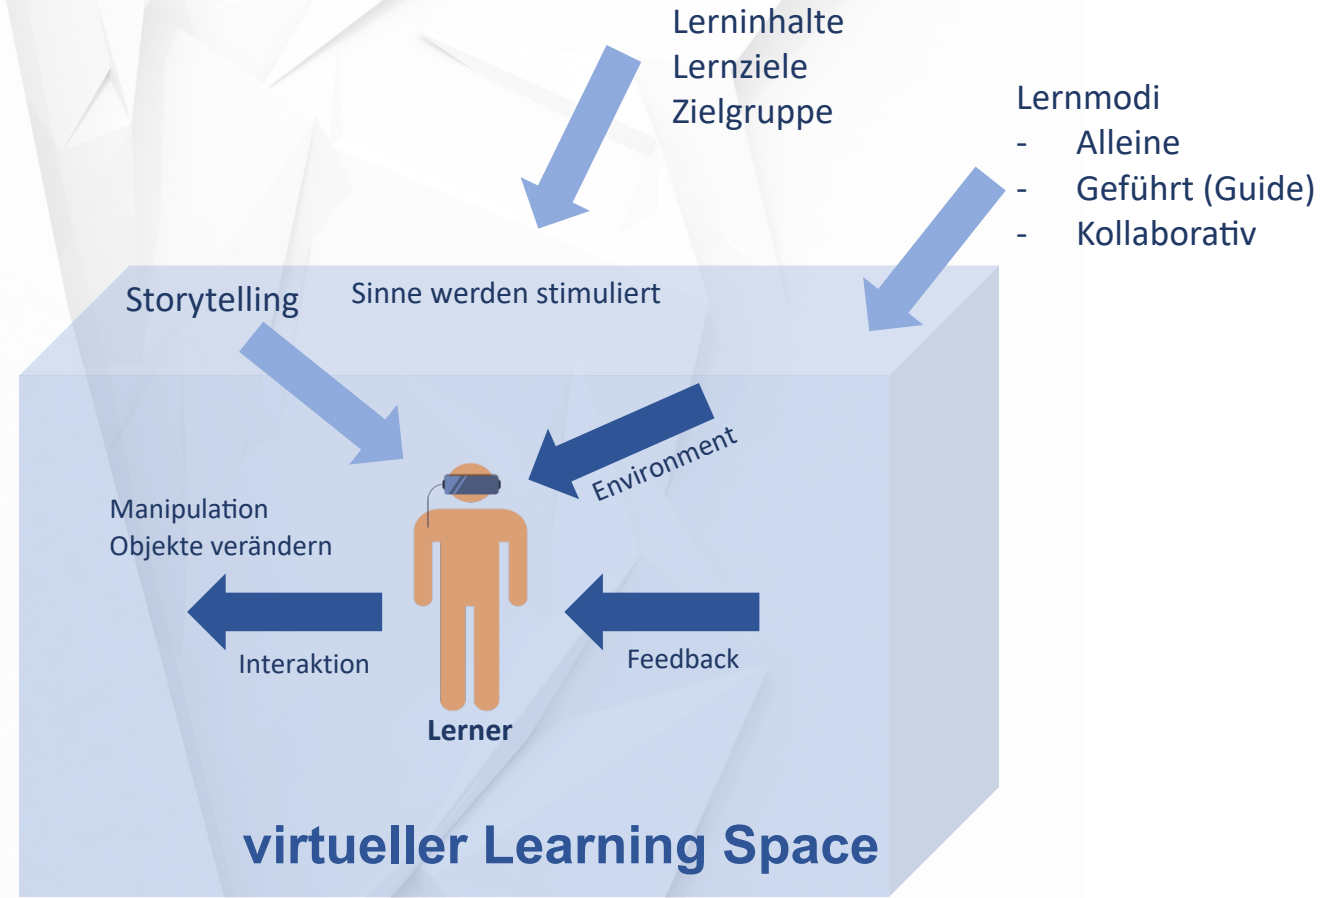 Lerninhalte
Lernziele
Zielgruppe
Lernmodi
- Alleine
- Geführt (Guide)
- Kollaborativ
Storytelling
Sinne werden stimuliert
Environment
Manipulation
Objekte verändern
Interaktion
Feedback
Lerner
virtueller Learning Space